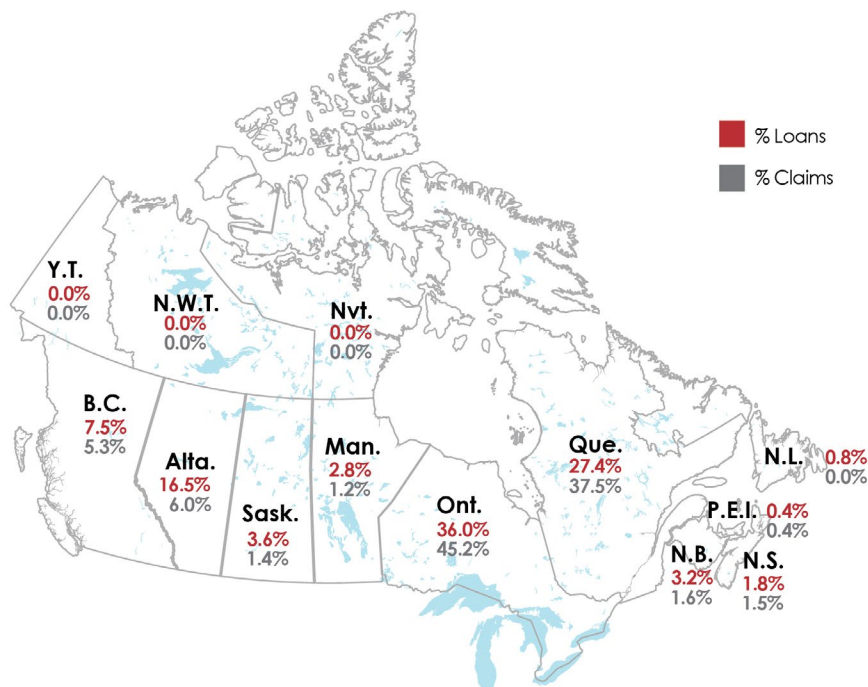 % Loans
% Claims
Y.T.
0.0%
0.0%
N.W.T.
0.0%
0.0%
Nvt.
0.0%
0.0%
B.C.
7.5%
5.3%
Alta.
16.5%
6.0%
Sask.
3.6%
1.4%
Man.
2.8%
1.2%
Ont.
36.0%
45.2%
Que.
27.4%
37.5%
N.L. 0.8%
0.0%
P.E.I. 0.4%
0.4%
N.B.
3.2%
1.6%
N.S.
1.8%
1.5%